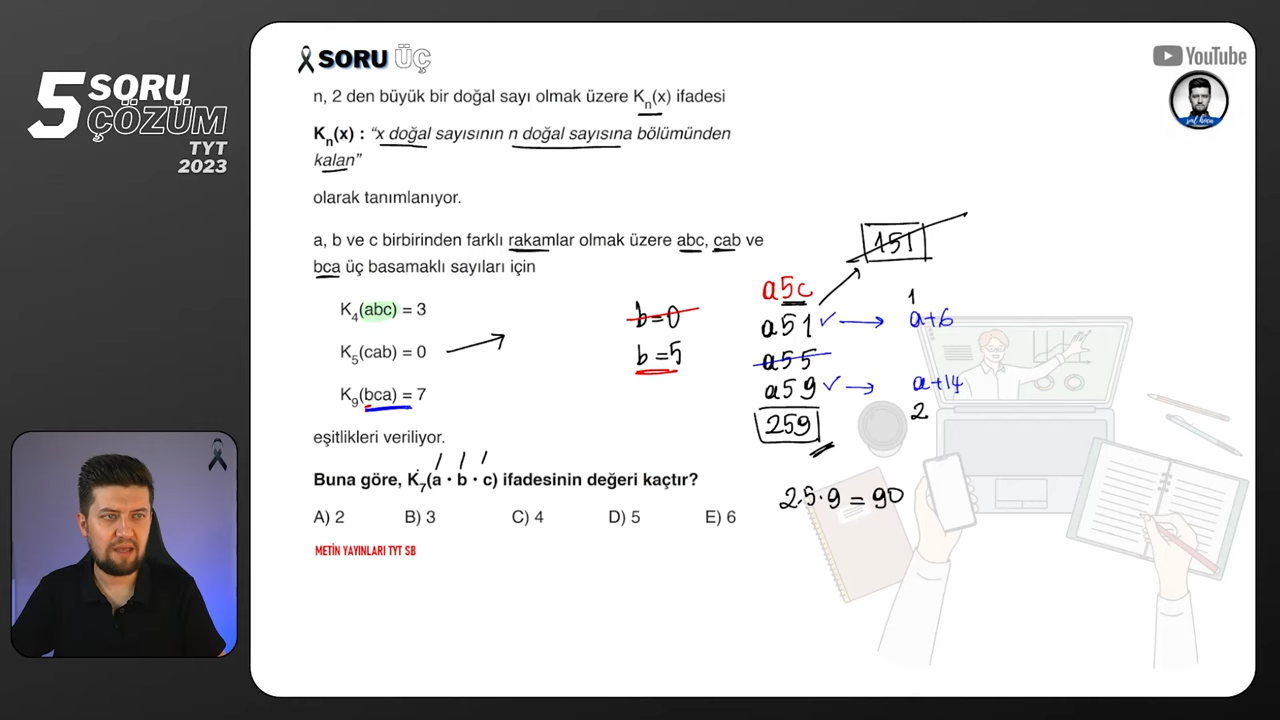 5 SORU
ÇÖZÜM
TYT
2023
SORU ÜÇ
YouTube
n, 2 den büyük bir doğal sayı olmak üzere Kn(x) ifadesi
Kn(x) : “x doğal sayısının n doğal sayısına bölümünden
kalan”
olarak tanımlanıyor.
a, b ve c birbirinden farklı rakamlar olmak üzere abc, cab ve
bca üç basamaklı sayıları için
K4(abc) = 3
K5(cab) = 0
K9(bca) = 7
eşitlikleri veriliyor.
Buna göre, K7(a · b · c) ifadesinin değeri kaçtır?
A) 2 B) 3 C) 4 D) 5 E) 6
METİN YAYINLARI TYT SB
b=0
b=5
151
a5c
1
a51 a+6
a55
a59 a+14
2
259
2.5.9=90